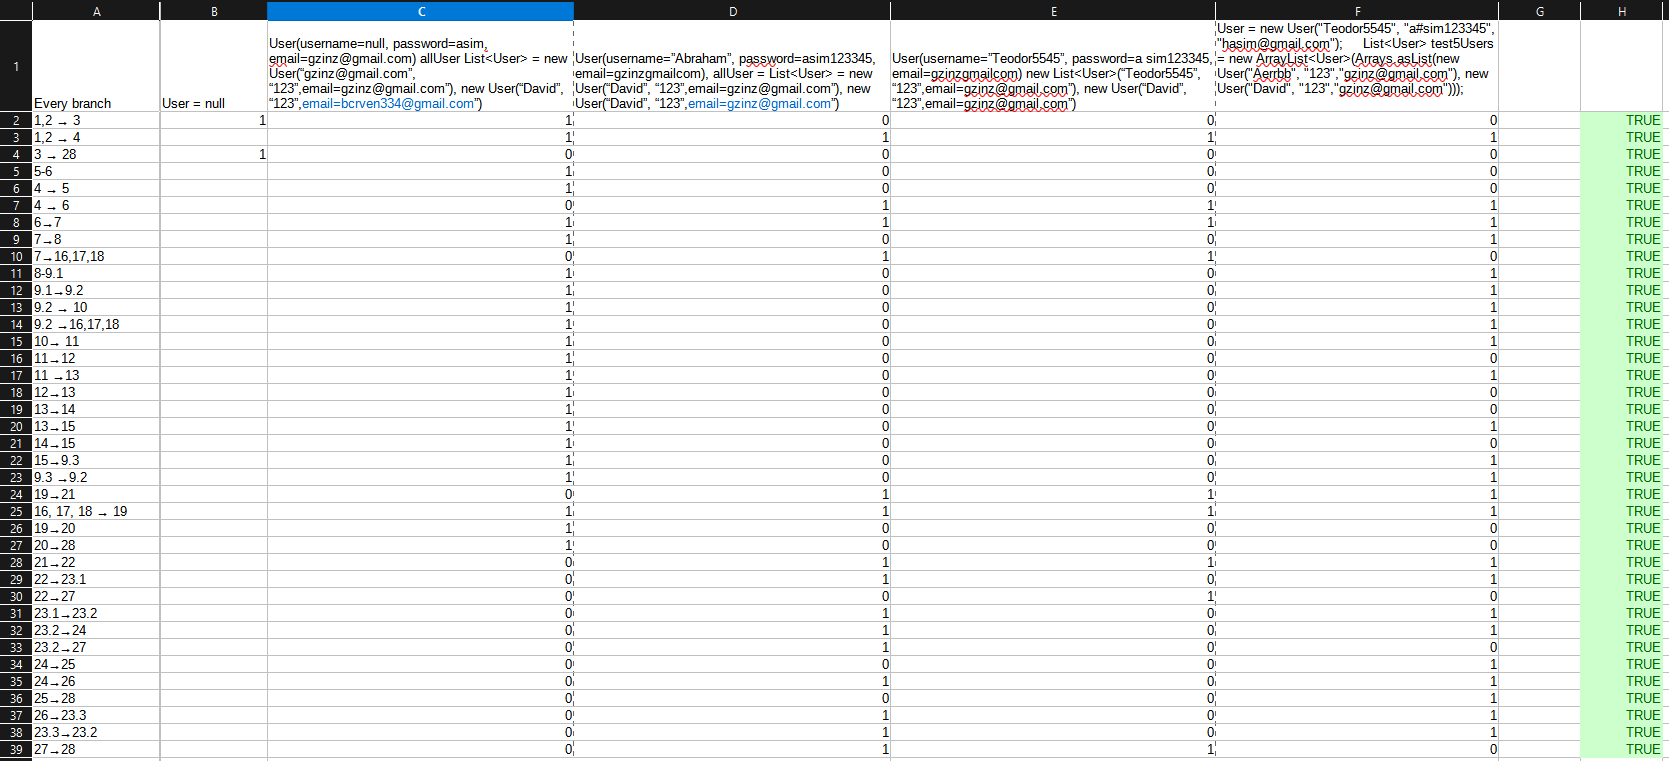 A B C D E F G H
1 Every branch User = null User(username=null, password=asim, email=gzinz@gmail.com) allUser List<User> = new User(“gzinz@gmail.com”, “123”,email=gzinz@gmail.com”), new User(“David”, “123”,email=bcrven334@gmail.com”) User(username=”Abraham”, password=asim123345, email=gzinzgmailcom), allUser = List<User> = new User(“David”, “123”,email=gzinz@gmail.com”), new User(“David”, “123”,email=gzinz@gmail.com”) User(username=”Teodor5545”, password=a sim123345, email=gzinzgmailcom) new List<User>(“Teodor5545”, “123”,email=gzinz@gmail.com”), new User(“David”, “123”,email=gzinz@gmail.com”) User = new User("Teodor5545", "a#sim123345", "hasim@gmail.com"); List<User> test5Users = new ArrayList<User>(Arrays.asList(new User("Aerrbb", "123","gzinz@gmail.com"), new User("David", "123","gzinz@gmail.com")));
2 1,2 → 3 1 1 0 0 0 TRUE
3 1,2 → 4 1 1 1 1 TRUE
4 3 → 28 1 0 0 0 0 TRUE
5 5-6 1 0 0 0 TRUE
6 4 → 5 1 0 0 0 TRUE
7 4 → 6 0 1 1 1 TRUE
8 6→7 1 1 1 1 TRUE
9 7→8 1 0 0 1 TRUE
10 7→16,17,18 0 1 1 0 TRUE
11 8-9.1 1 0 0 1 TRUE
12 9.1→9.2 1 0 0 1 TRUE
13 9.2 → 10 1 0 0 1 TRUE
14 9.2 →16,17,18 1 0 0 1 TRUE
15 10→ 11 1 0 0 1 TRUE
16 11→12 1 0 0 0 TRUE
17 11 →13 1 0 0 1 TRUE
18 12→13 1 0 0 0 TRUE
19 13→14 1 0 0 0 TRUE
20 13→15 1 0 0 1 TRUE
21 14→15 1 0 0 0 TRUE
22 15→9.3 1 0 0 1 TRUE
23 9.3 →9.2 1 0 0 1 TRUE
24 19→21 0 1 1 1 TRUE
25 16, 17, 18 → 19 1 1 1 1 TRUE
26 19→20 1 0 0 0 TRUE
27 20→28 1 0 0 0 TRUE
28 21→22 0 1 1 1 TRUE
29 22→23.1 0 1 0 1 TRUE
30 22→27 0 0 1 0 TRUE
31 23.1→23.2 0 1 0 1 TRUE
32 23.2→24 0 1 0 1 TRUE
33 23.2→27 0 1 0 0 TRUE
34 24→25 0 0 0 1 TRUE
35 24→26 0 1 0 1 TRUE
36 25→28 0 0 0 1 TRUE
37 26→23.3 0 1 0 1 TRUE
38 23.3→23.2 0 1 0 1 TRUE
39 27→28 0 1 1 0 TRUE